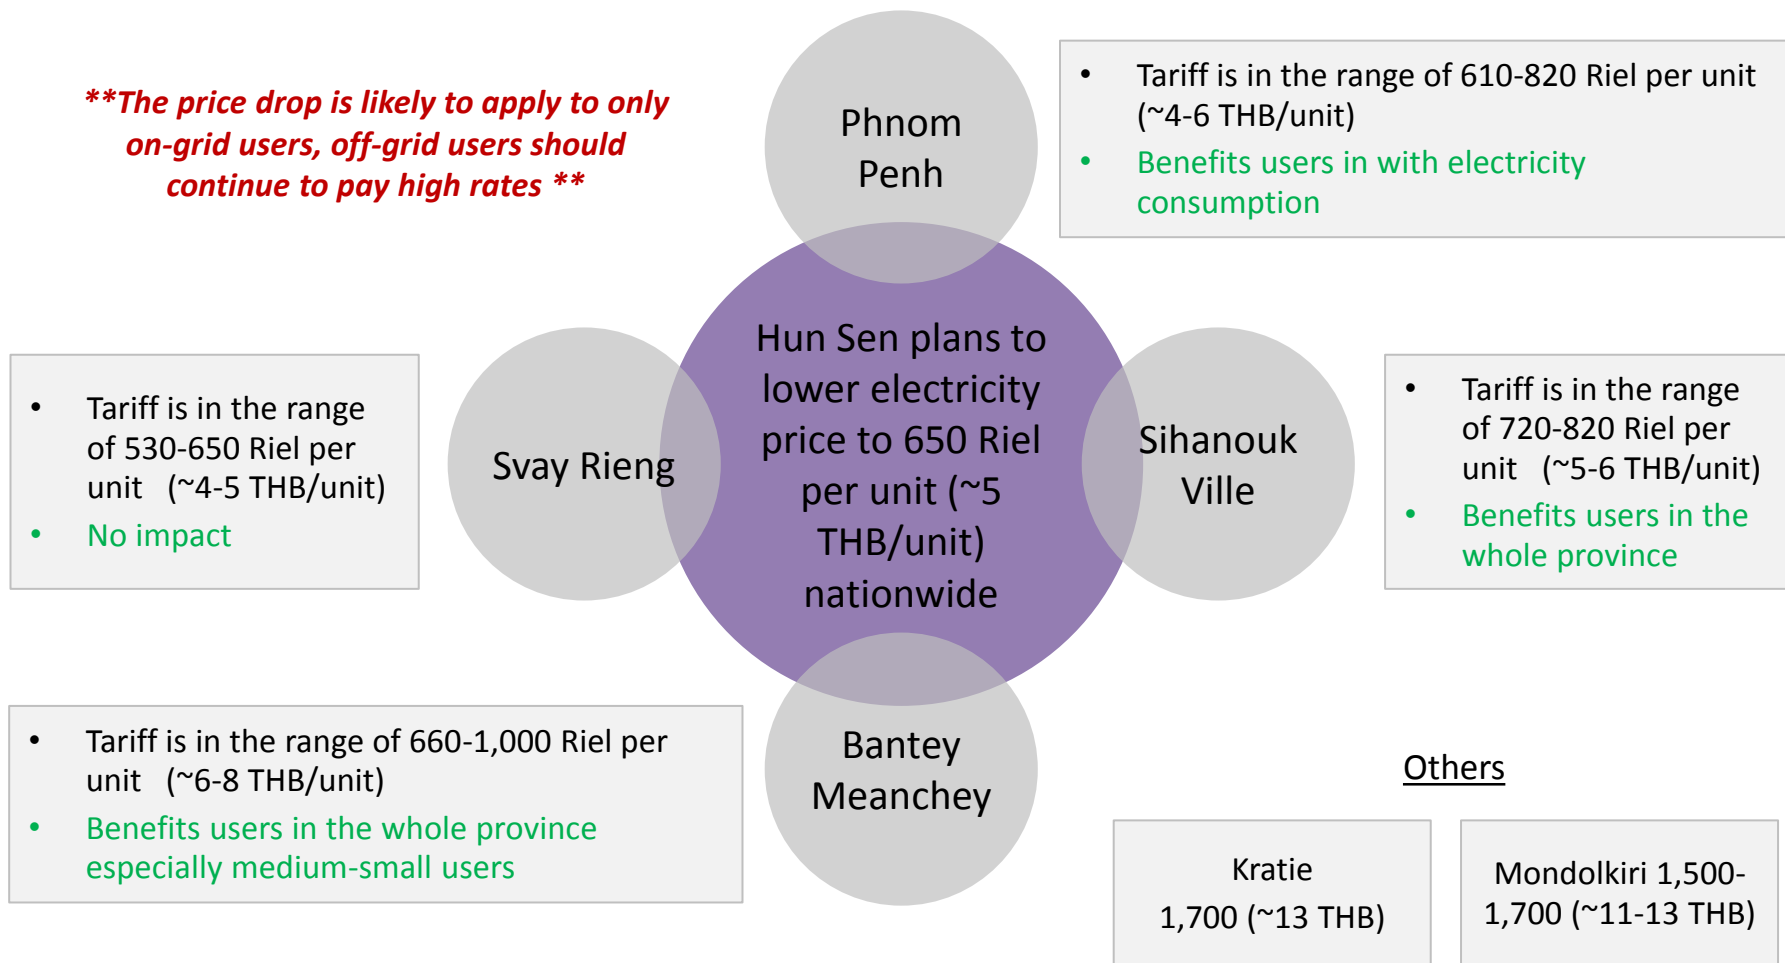 **The price drop is likely to apply to only
on-grid users, off-grid users should
continue to pay high rates **
Phnom
Penh
• Tariff is in the range of 610-820 Riel per unit
(~4-6 THB/unit)
• Benefits users in with electricity
consumption
Hun Sen plans to
lower electricity
price to 650 Riel
per unit (~5
THB/unit)
nationwide
• Tariff is in the range
of 530-650 Riel per
unit (~4-5 THB/unit)
• No impact
Svay Rieng
Sihanouk
Ville
• Tariff is in the range
of 720-820 Riel per
unit (~5-6 THB/unit)
• Benefits users in the
whole province
• Tariff is in the range of 660-1,000 Riel per
unit (~6-8 THB/unit)
• Benefits users in the whole province
especially medium-small users
Bantey
Meanchey
Others
Kratie
1,700 (~13 THB)
Mondolkiri 1,500-
1,700 (~11-13 THB)